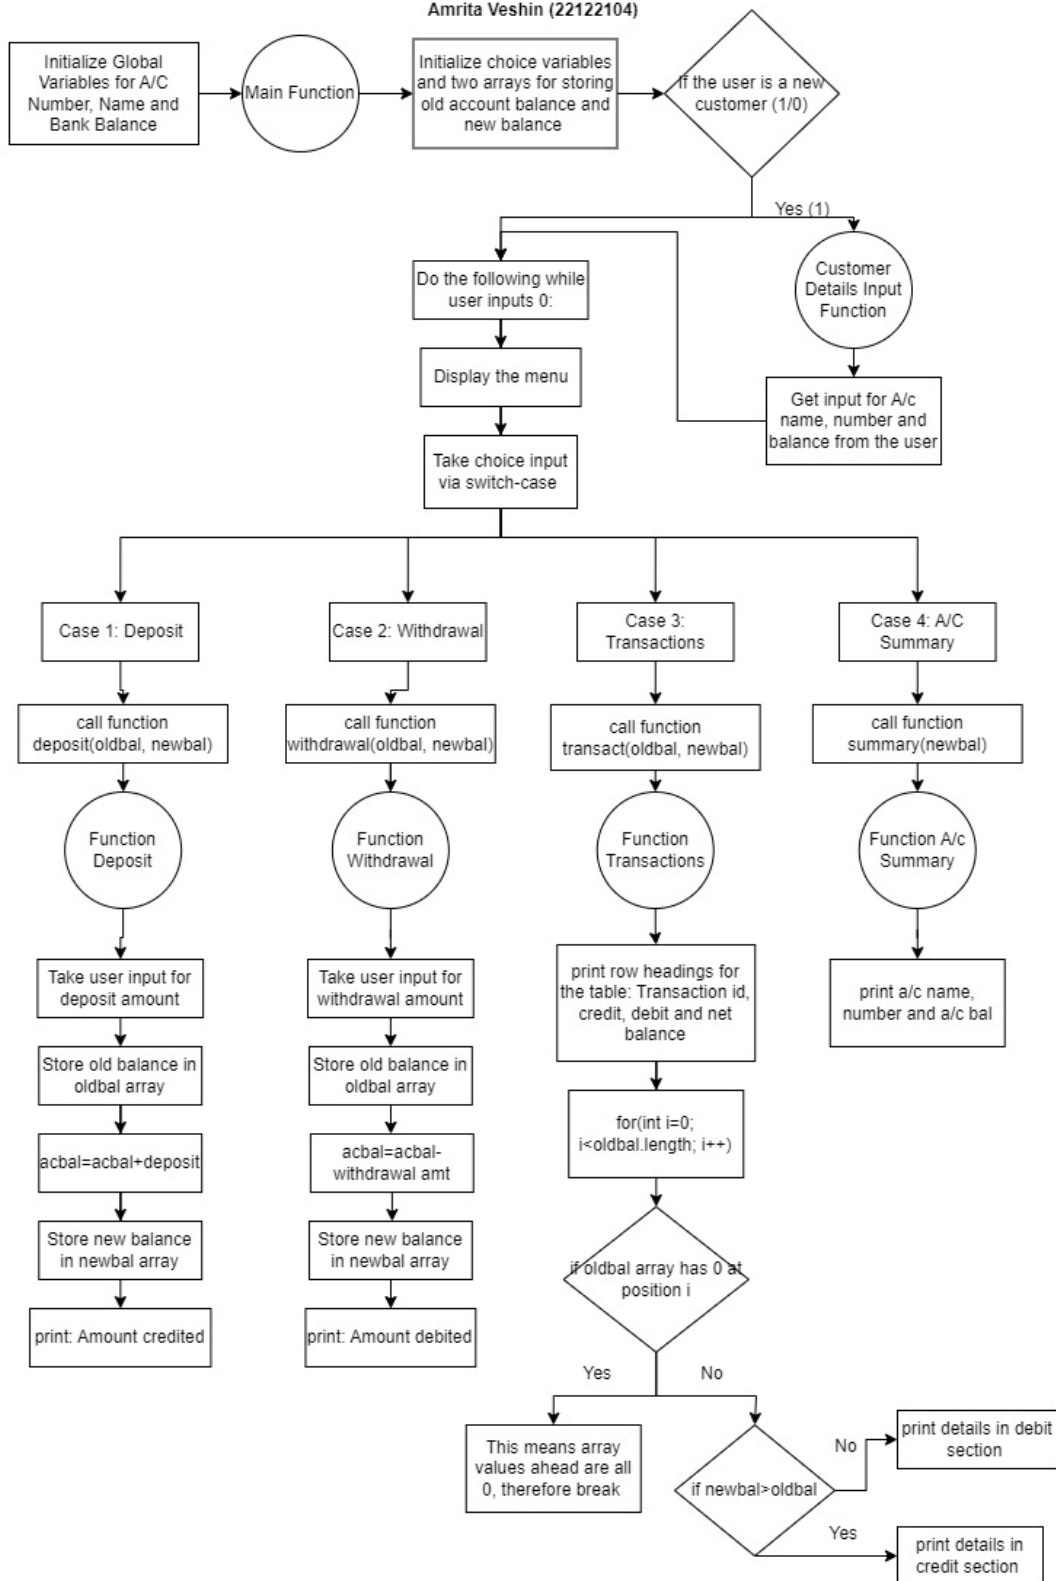 Amrita Veshin (22122104)
Initialize Global
Variables for A/C
Number, Name and
Bank Balance
Main Function
Initialize choice variables
and two arrays for storing
old account balance and
new balance
If the user is a new
customer (1/0)
Yes (1)
Customer
Details Input
Function
Do the following while
user inputs 0:
Display the menu
Get input for A/c
name, number and
balance from the user
Take choice input
via switch-case
Case 1: Deposit
Case 2: Withdrawal
Case 3:
Transactions
Case 4: A/C
Summary
call function
deposit(oldbal, newbal)
call function
withdrawal(oldbal, newbal)
call function
transact(oldbal, newbal)
call function
summary(newbal)
Function
Deposit
Function
Withdrawal
Function
Transactions
Function A/c
Summary
Take user input for
deposit amount
Take user input for
withdrawal amount
print row headings for
the table: Transaction id,
credit, debit and net
balance
print a/c name,
number and a/c bal
Store old balance in
oldbal array
Store old balance in
oldbal array
for(int i=0;
i<oldbal.length; i++)
acbal=acbal+deposit
acbal=acbal-
withdrawal amt
Store new balance
in newbal array
Store new balance
in newbal array
if oldbal array has 0 at
position i
print: Amount credited
print: Amount debited
Yes
No
This means array
values ahead are all
0, therefore break
if newbal>oldbal
No
print details in debit
section
Yes
print details in
credit section